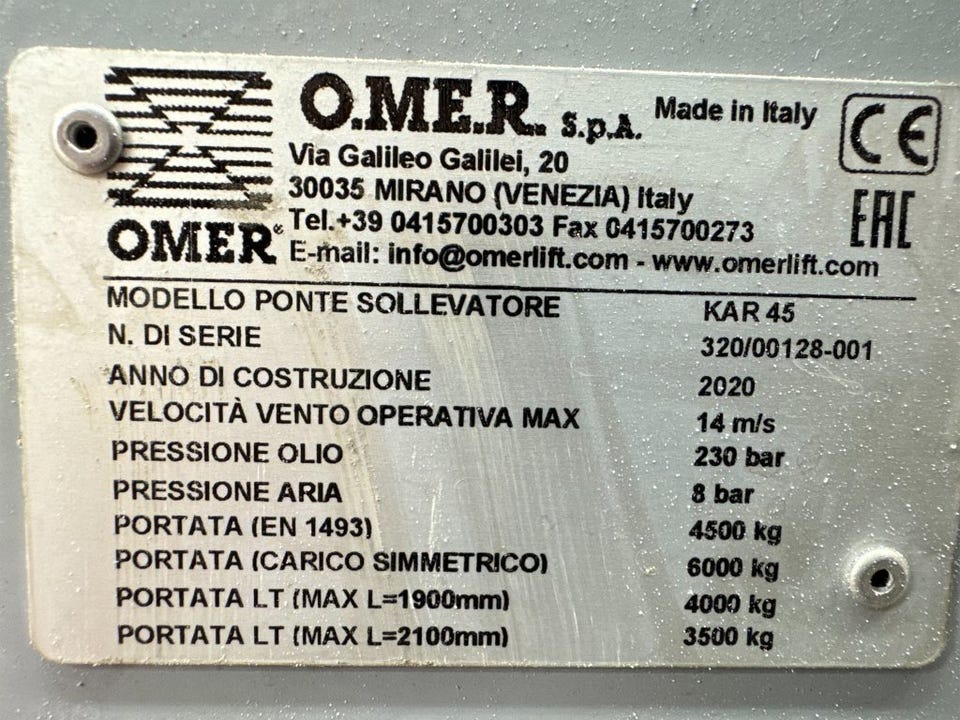 O.M.E.R. S.p.A. Made in Italy CE
Via Galileo Galilei, 20
30035 MIRANO (VENEZIA) Italy
Tel.+39 0415700303 Fax 0415700273
EAC
OMER®
E-mail: info@omerlift.com - www.omerlift.com
MODELLO PONTE SOLLEVATORE KAR 45
N. DI SERIE 320/00128-001
ANNO DI COSTRUZIONE 2020
VELOCITÀ VENTO OPERATIVA MAX 14 m/s
PRESSIONE OLIO 230 bar
PRESSIONE ARIA 8 bar
PORTATA (EN 1493) 4500 kg
PORTATA (CARICO SIMMETRICO) 6000 kg
PORTATA LT (MAX L=1900mm) 4000 kg
PORTATA LT (MAX L=2100mm) 3500 kg